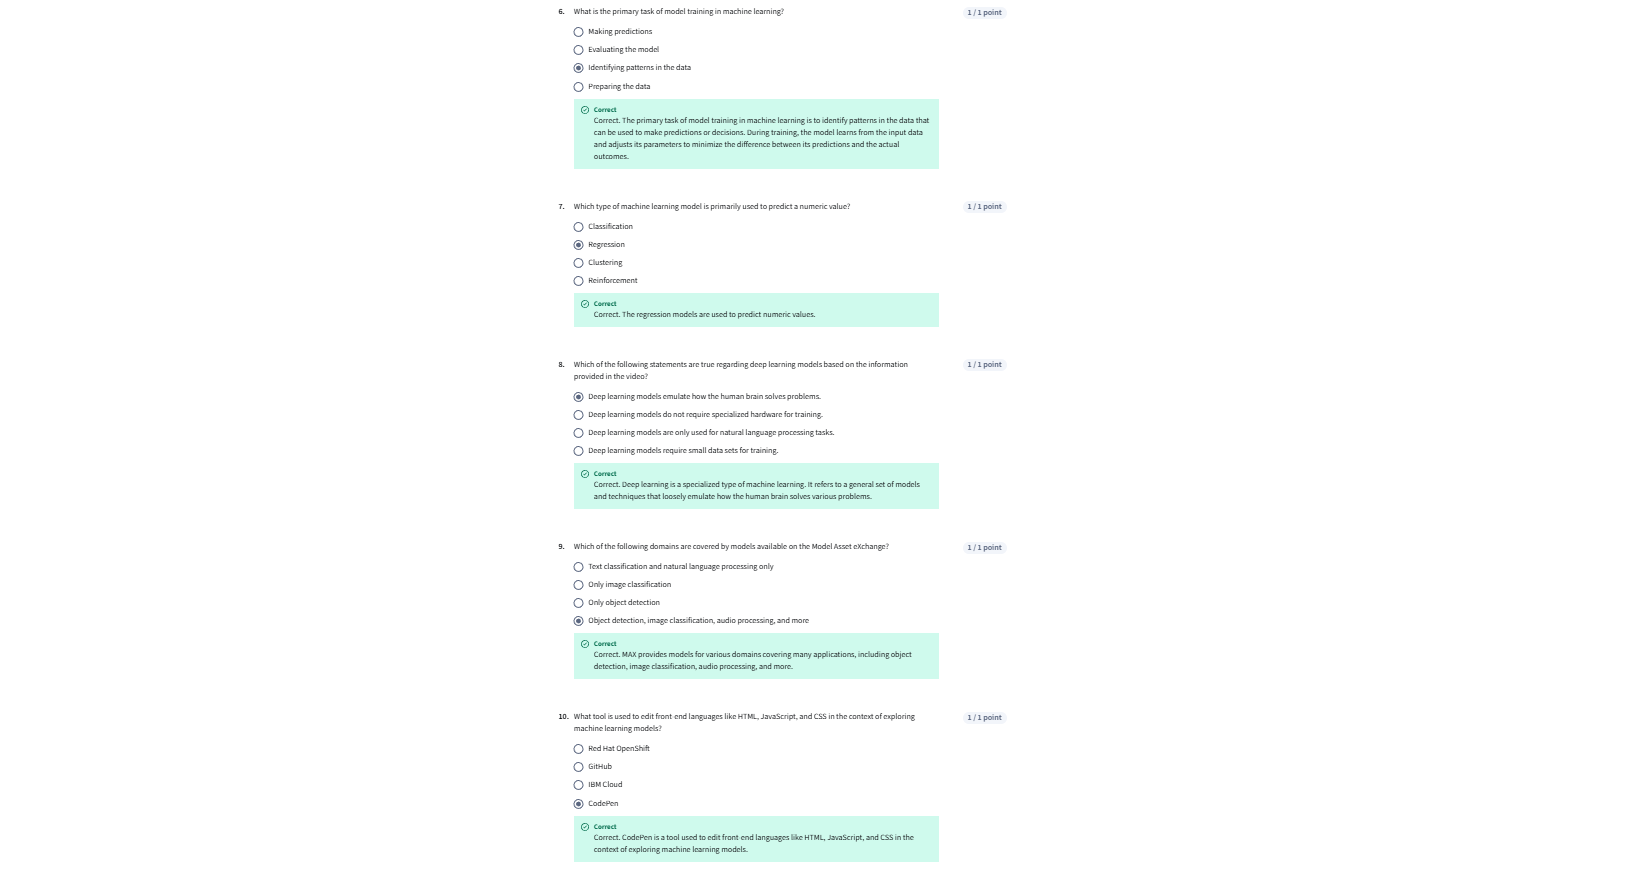 6. What is the primary task of model training in machine learning? 1 / 1 point
Making predictions
Evaluating the model
Identifying patterns in the data
Preparing the data
Correct
Correct. The primary task of model training in machine learning is to identify patterns in the data that
can be used to make predictions or decisions. During training, the model learns from the input data
and adjusts its parameters to minimize the difference between its predictions and the actual
outcomes.
7. Which type of machine learning model is primarily used to predict a numeric value? 1 / 1 point
Classification
Regression
Clustering
Reinforcement
Correct
Correct. The regression models are used to predict numeric values.
8. Which of the following statements are true regarding deep learning models based on the information 1 / 1 point
provided in the video?
Deep learning models emulate how the human brain solves problems.
Deep learning models do not require specialized hardware for training.
Deep learning models are only used for natural language processing tasks.
Deep learning models require small data sets for training.
Correct
Correct. Deep learning is a specialized type of machine learning. It refers to a general set of models
and techniques that loosely emulate how the human brain solves various problems.
9. Which of the following domains are covered by models available on the Model Asset eXchange? 1 / 1 point
Text classification and natural language processing only
Only image classification
Only object detection
Object detection, image classification, audio processing, and more
Correct
Correct. MAX provides models for various domains covering many applications, including object
detection, image classification, audio processing, and more.
10. What tool is used to edit front-end languages like HTML, JavaScript, and CSS in the context of exploring 1 / 1 point
machine learning models?
Red Hat OpenShift
GitHub
IBM Cloud
CodePen
Correct
Correct. CodePen is a tool used to edit front-end languages like HTML, JavaScript, and CSS in the
context of exploring machine learning models.